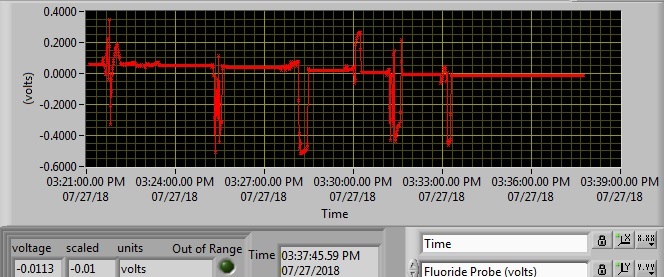 0.4000
0.2000
0.0000
-0.2000
-0.4000
-0.6000
(volts)
03:21:00.00 PM 03:24:00.00 PM 03:27:00.00 PM 03:30:00.00 PM 03:33:00.00 PM 03:36:00.00 PM 03:39:00.00 PM
07/27/18 07/27/18 07/27/18 07/27/18 07/27/18 07/27/18 07/27/18
Time
voltage scaled units Out of Range Time 03:37:45.59 PM
-0.0113 -0.01 volts 07/27/2018
Time X X.XX
Fluoride Probe (volts) Y Y.YY